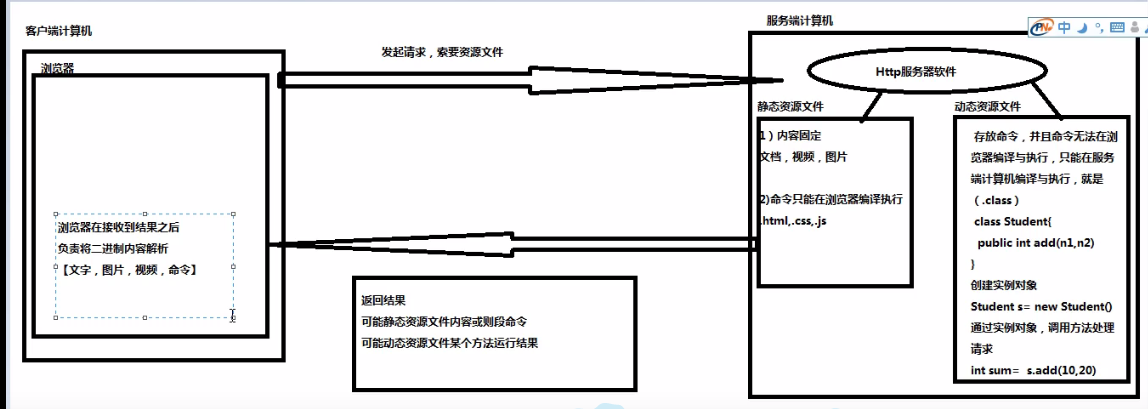 客户端计算机
浏览器
浏览器在接收到结果之后
负责将二进制内容解析
【文字，图片，视频，命令】
发起请求，索要资源文件
返回结果
可能静态资源文件内容或则段命令
可能动态资源文件某个方法运行结果
服务端计算机
中
Http服务器软件
静态资源文件
1）内容固定
文档，视频，图片
2)命令只能在浏览器编译执行
.html,.css,.js
动态资源文件
存放命令，并且命令无法在浏
览器编译与执行，只能在服务
端计算机编译与执行，就是
（.class）
class Student{
public int add(n1,n2)
}
创建实例对象
Student s= new Student()
通过实例对象，调用方法处理
请求
int sum= s.add(10,20)